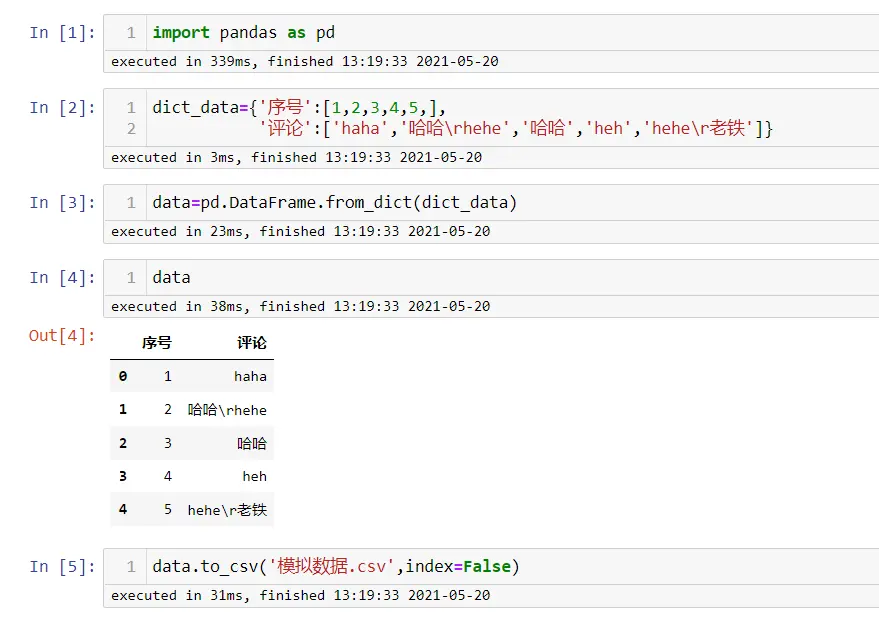 In [1]: 1 import pandas as pd
executed in 339ms, finished 13:19:33 2021-05-20
In [2]: 1 dict_data={'序号':[1,2,3,4,5,],
2 '评论':['haha','哈哈\rhehe','哈哈','heh','hehe\r老铁']}
executed in 3ms, finished 13:19:33 2021-05-20
In [3]: 1 data=pd.DataFrame.from_dict(dict_data)
executed in 23ms, finished 13:19:33 2021-05-20
In [4]: 1 data
executed in 38ms, finished 13:19:33 2021-05-20
Out[4]:
序号 评论
0 1 haha
1 2 哈哈\rhehe
2 3 哈哈
3 4 heh
4 5 hehe\r老铁
In [5]: 1 data.to_csv('模拟数据.csv',index=False)
executed in 31ms, finished 13:19:33 2021-05-20